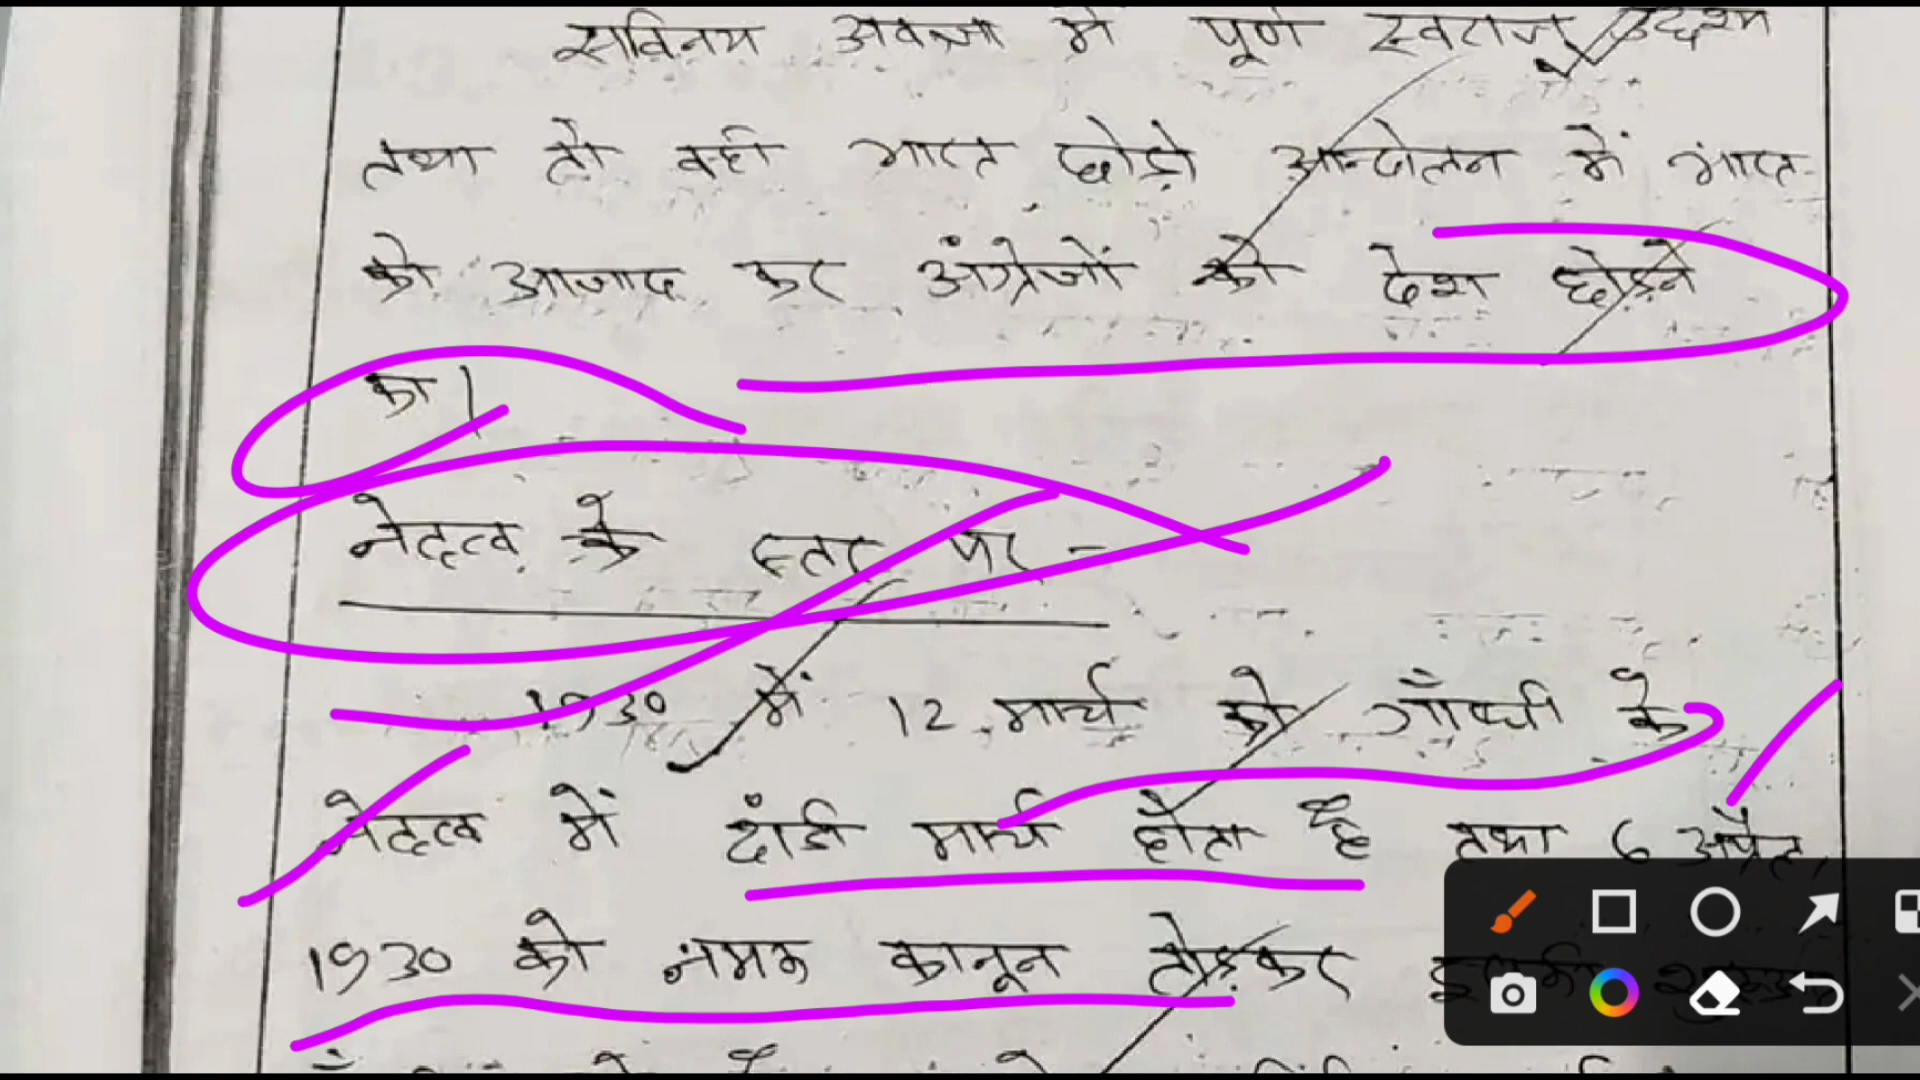 सविनय अवज्ञा में पूर्ण स्वराज उद्देश्य
तथा तो वही भारत छोड़ो आन्दोलन में भारत
को आजाद कर अंग्रेजों को देश छोड़ने
का।
नेतृत्व के स्तर पर -
1930 में 12 मार्च को गाँधी के
नेतृत्व में दांडी मार्च होता है तथा 6 अप्रैल,
1930 को नमक कानून तोड़कर